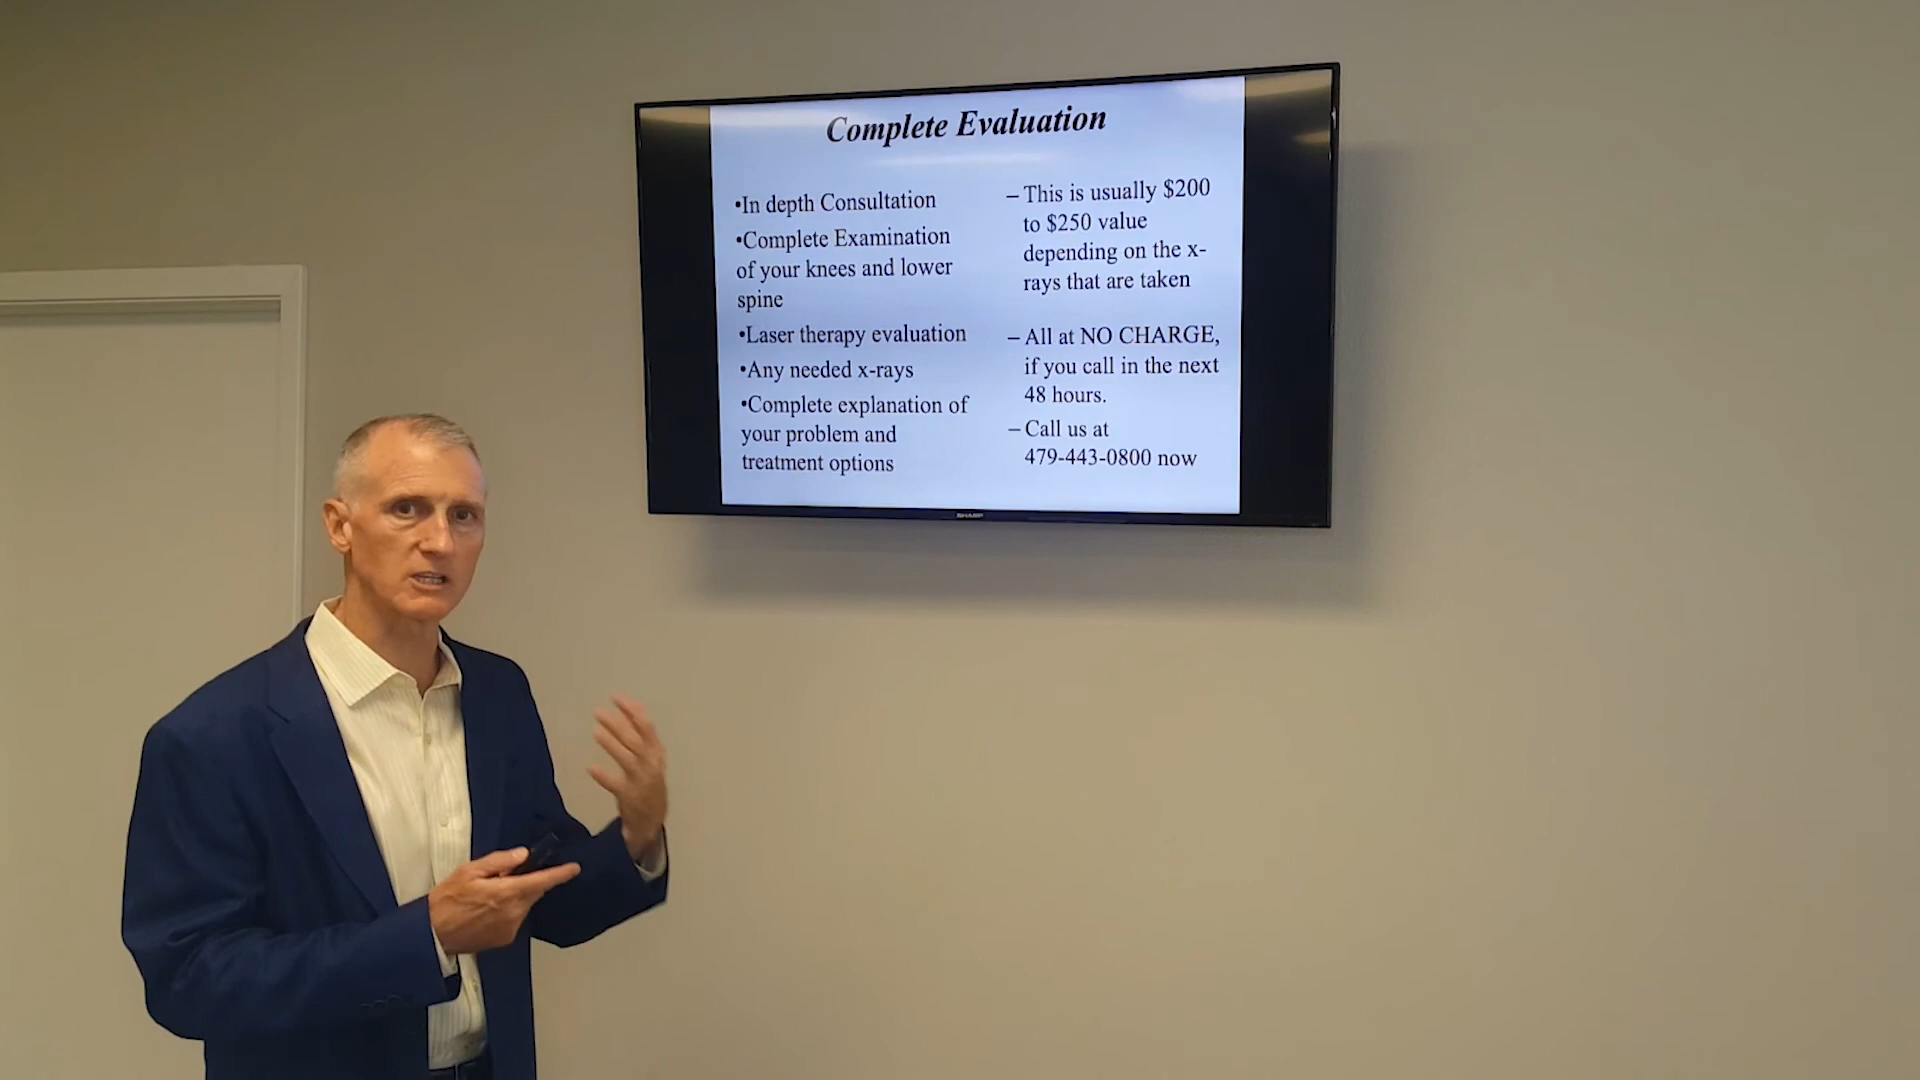 Complete Evaluation
•In depth Consultation
•Complete Examination
of your knees and lower
spine
•Laser therapy evaluation
•Any needed x-rays
•Complete explanation of
your problem and
treatment options
– This is usually $200
to $250 value
depending on the x-
rays that are taken
– All at NO CHARGE,
if you call in the next
48 hours.
– Call us at
479-443-0800 now
SHARP